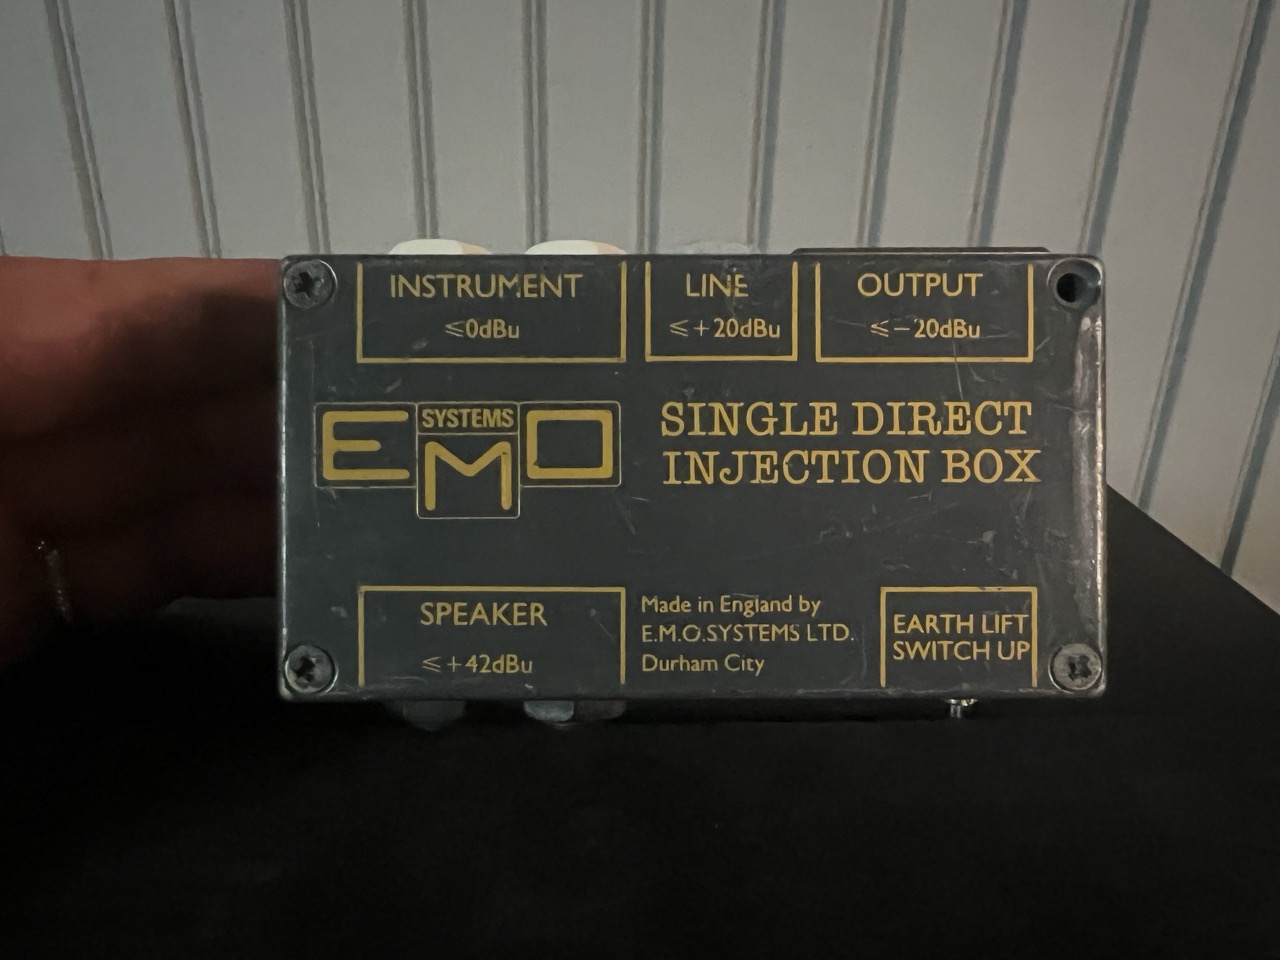 INSTRUMENT
≤0dBu
LINE
≤+20dBu
OUTPUT
≤-20dBu
EMO
SYSTEMS
SINGLE DIRECT
INJECTION BOX
SPEAKER
≤+42dBu
Made in England by
E.M.O.SYSTEMS LTD.
Durham City
EARTH LIFT
SWITCH UP